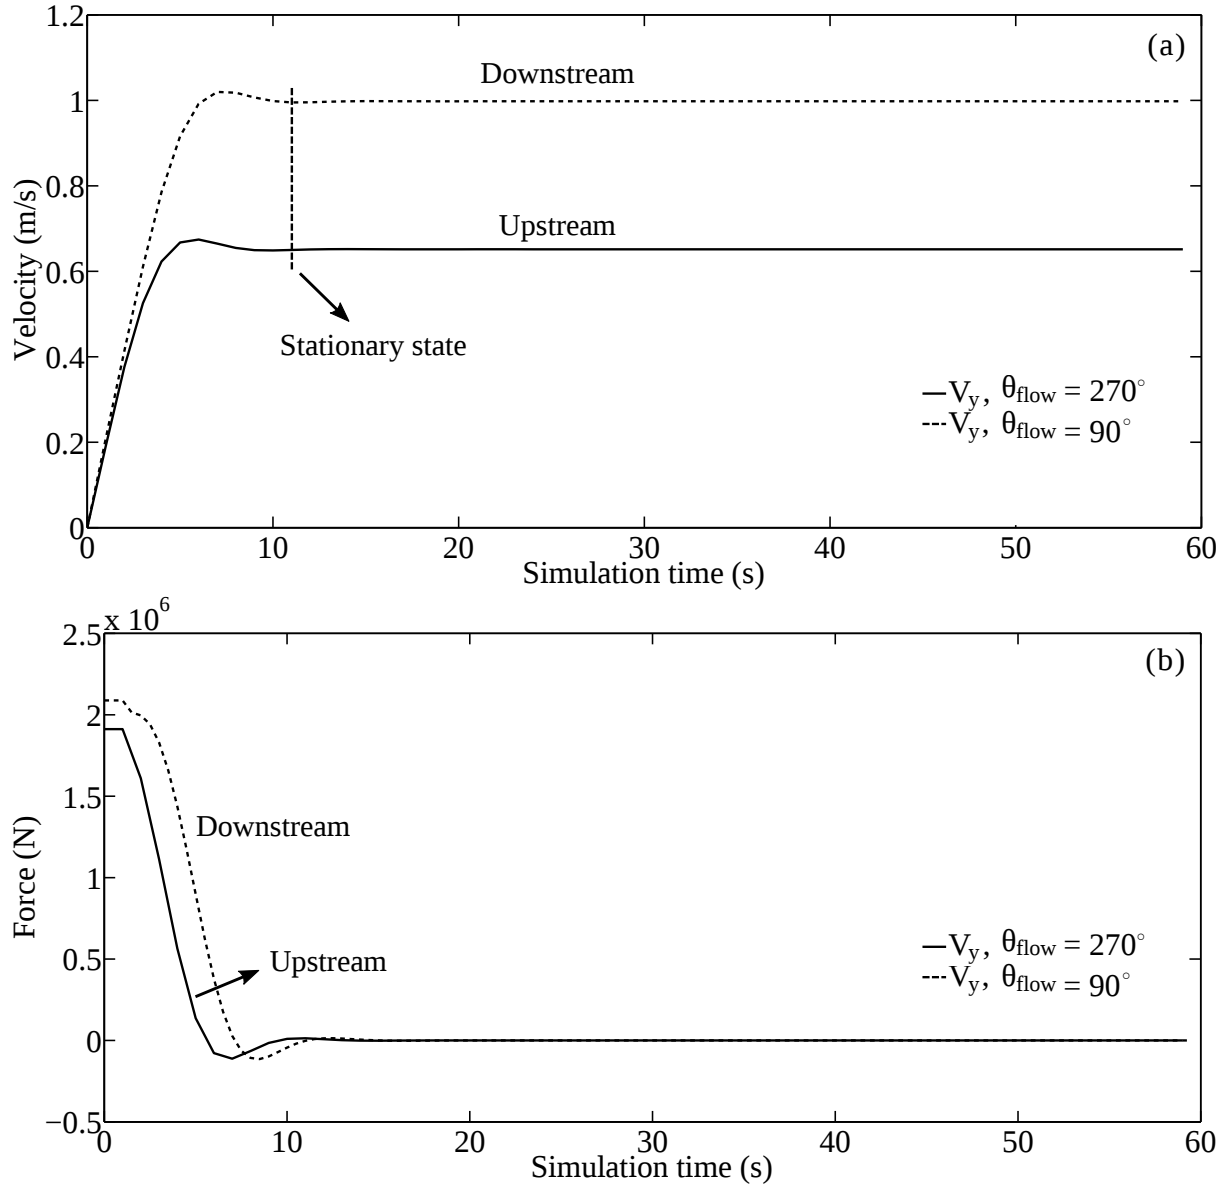 1.2
(a)
Downstream
1
0.8
Upstream
0.6
Stationary state
0.4
V_y, θ_flow = 270°
V_y, θ_flow = 90°
0.2
0
0 10 20 30 40 50 60
Velocity (m/s)
Simulation time (s)
x 10^6
2.5
(b)
2
1.5
Downstream
1
Upstream
0.5
V_y, θ_flow = 270°
V_y, θ_flow = 90°
0
−0.5
0 10 20 30 40 50 60
Force (N)
Simulation time (s)